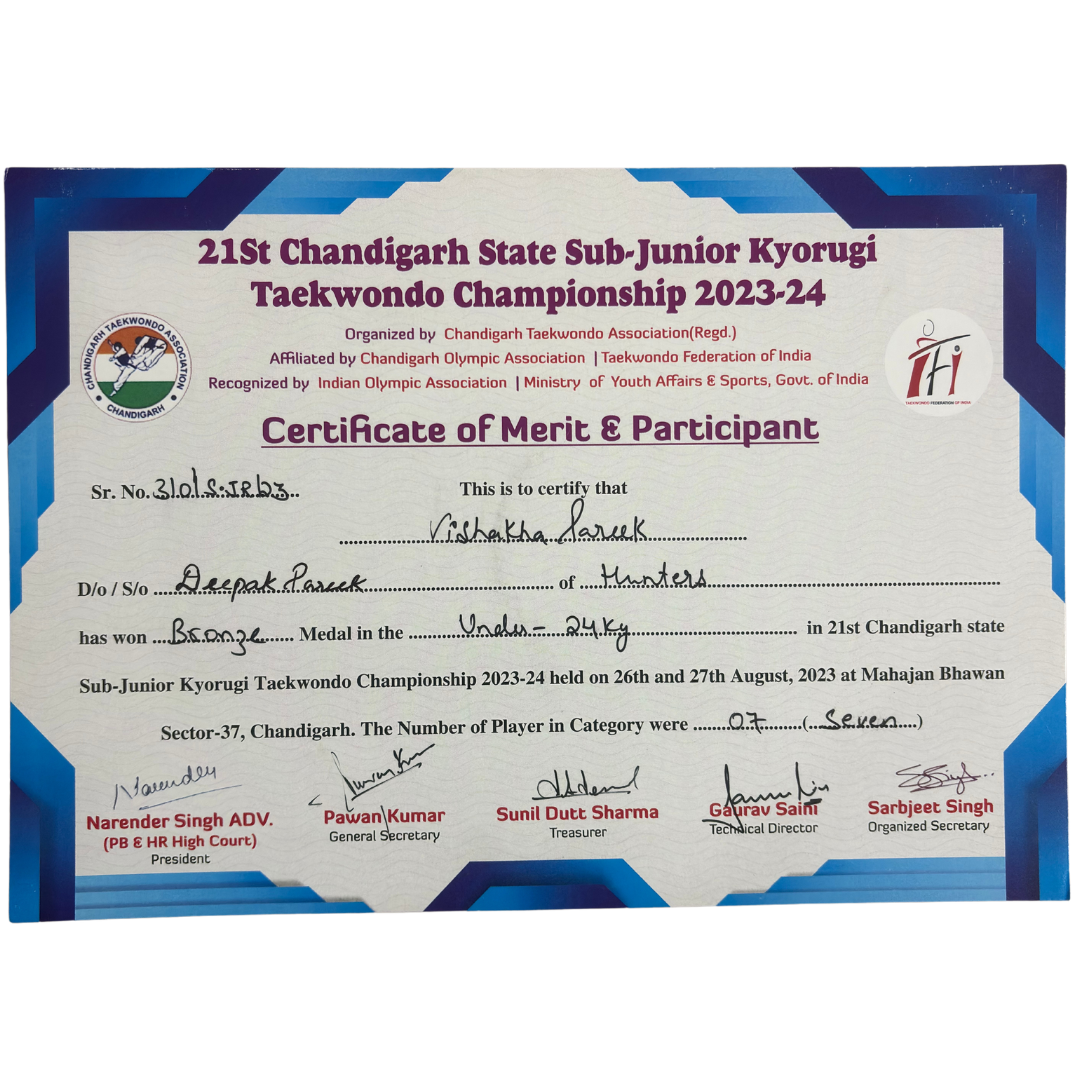 21St Chandigarh State Sub-Junior Kyorugi
Taekwondo Championship 2023-24
Organized by Chandigarh Taekwondo Association(Regd.)
Affiliated by Chandigarh Olympic Association | Taekwondo Federation of India
Recognized by Indian Olympic Association | Ministry of Youth Affairs & Sports, Govt. of India
CHANDIGARH TAEKWONDO ASSOCIATION
CHANDIGARH
TFI
TAEKWONDO FEDERATION OF INDIA
Certificate of Merit & Participant
Sr. No. 310/S.JR23
This is to certify that
Vishakha Pareek
D/o / S/o Deepak Pareek of Hunters
has won Bronze Medal in the Under- 24 Kg in 21st Chandigarh state
Sub-Junior Kyorugi Taekwondo Championship 2023-24 held on 26th and 27th August, 2023 at Mahajan Bhawan
Sector-37, Chandigarh. The Number of Player in Category were 07 (Seven)
Narender Singh ADV.
(PB & HR High Court)
President
Pawan Kumar
General Secretary
Sunil Dutt Sharma
Treasurer
Gaurav Saini
Technical Director
Sarbjeet Singh
Organized Secretary